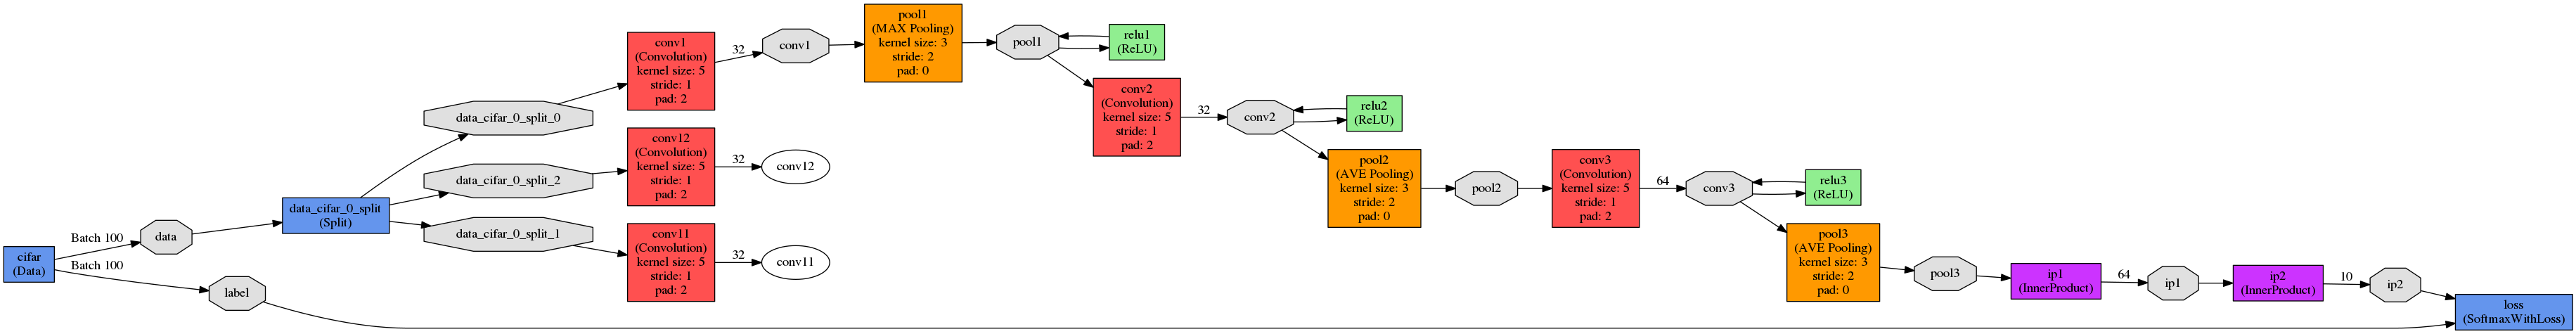 cifar
(Data)
Batch 100
Batch 100
data
label
data_cifar_0_split
(Split)
data_cifar_0_split_0
data_cifar_0_split_2
data_cifar_0_split_1
conv1
(Convolution)
kernel size: 5
stride: 1
pad: 2
32
conv1
conv12
(Convolution)
kernel size: 5
stride: 1
pad: 2
32
conv12
conv11
(Convolution)
kernel size: 5
stride: 1
pad: 2
32
conv11
pool1
(MAX Pooling)
kernel size: 3
stride: 2
pad: 0
pool1
relu1
(ReLU)
conv2
(Convolution)
kernel size: 5
stride: 1
pad: 2
32
conv2
relu2
(ReLU)
pool2
(AVE Pooling)
kernel size: 3
stride: 2
pad: 0
pool2
conv3
(Convolution)
kernel size: 5
stride: 1
pad: 2
64
conv3
relu3
(ReLU)
pool3
(AVE Pooling)
kernel size: 3
stride: 2
pad: 0
pool3
ip1
(InnerProduct)
64
ip1
ip2
(InnerProduct)
10
ip2
loss
(SoftmaxWithLoss)